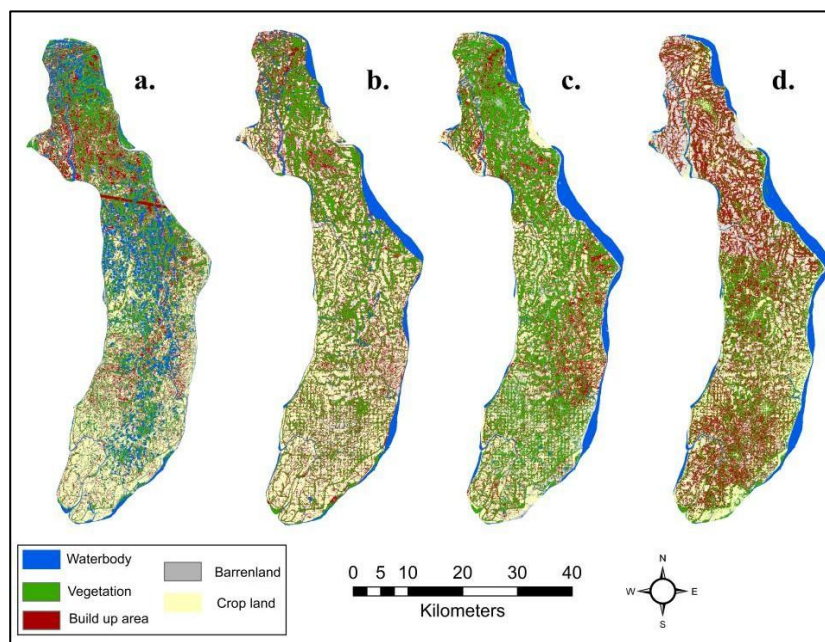 a.
b.
c.
d.
Waterbody
Vegetation
Build up area
Barrenland
Crop land
0 5 10 20 30 40
Kilometers
N
W E
S